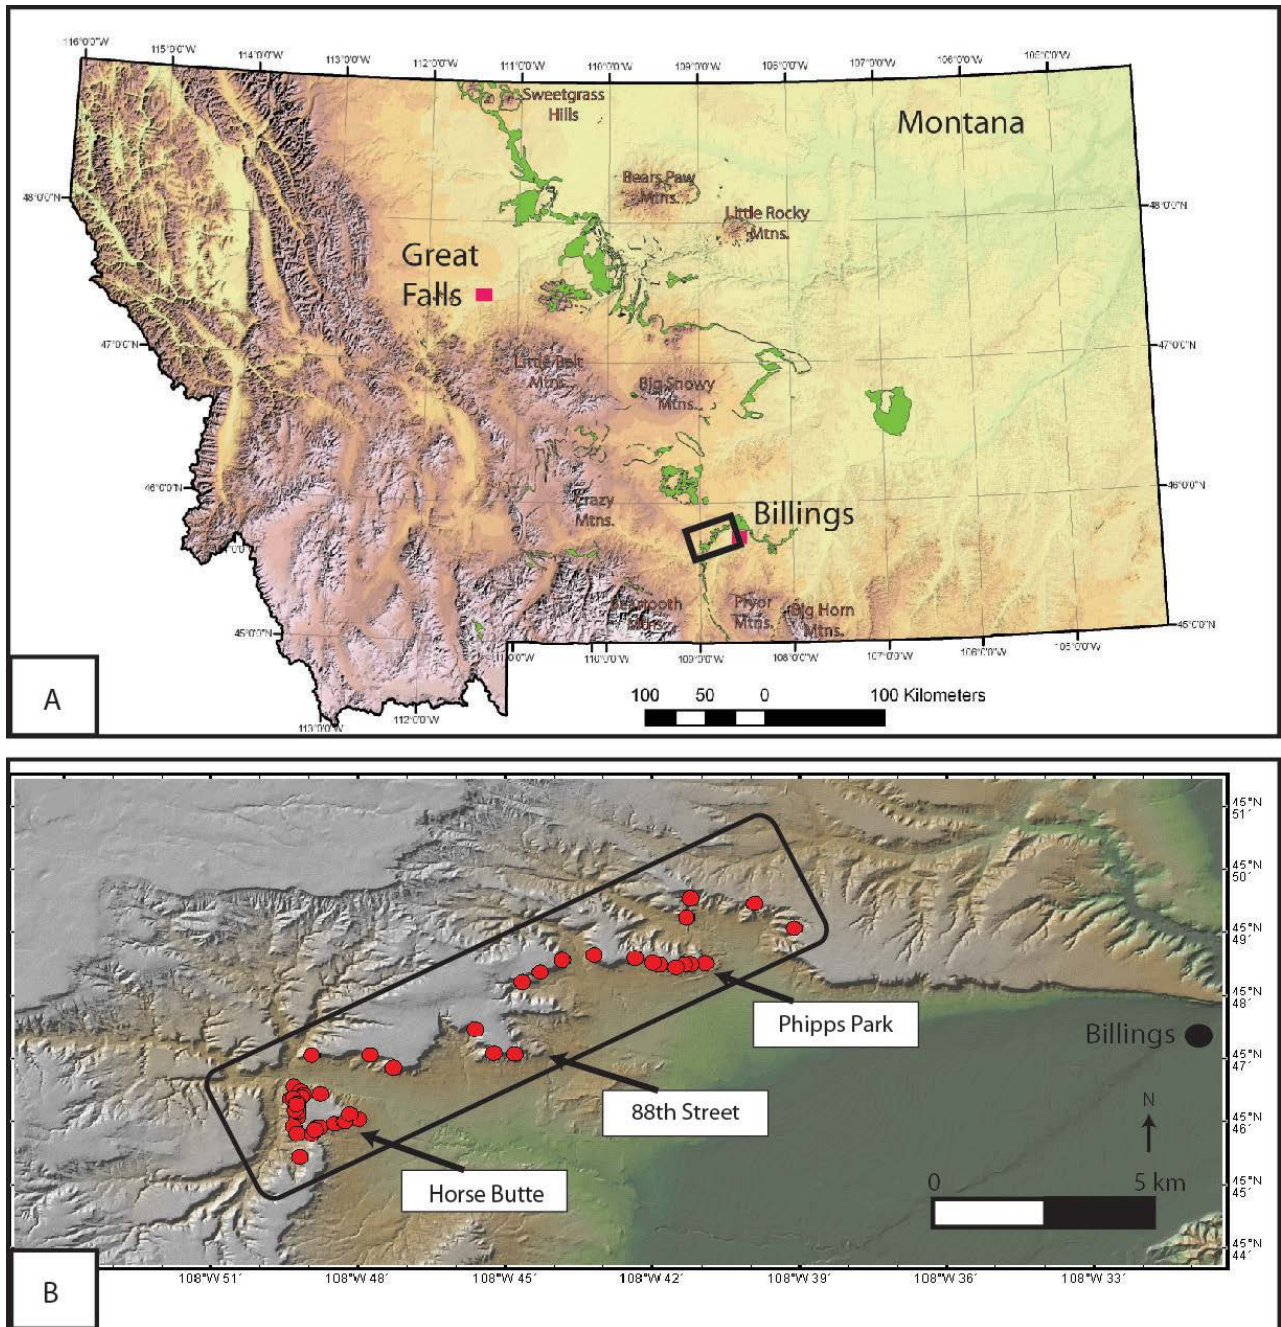 116°0'0"W
115°0'0"W
114°0'0"W
113°0'0"W
112°0'0"W
111°0'0"W
110°0'0"W
109°0'0"W
108°0'0"W
107°0'0"W
106°0'0"W
105°0'0"W
Sweetgrass
Hills
Montana
Bears Paw
Mtns.
48°0'0"N
48°0'0"N
Little Rocky
Mtns.
Great
Falls
47°0'0"N
47°0'0"N
Little Belt
Mtns.
Big Snowy
Mtns.
46°0'0"N
46°0'0"N
Crazy
Mtns.
Billings
Beartooth
Mtns.
Pryor
Mtns.
Big Horn
Mtns.
45°0'0"N
45°0'0"N
110°0'0"W
109°0'0"W
108°0'0"W
107°0'0"W
106°0'0"W
105°0'0"W
113°0'0"W
112°0'0"W
100
50
0
100 Kilometers
A
45°N
51´
45°N
50´
45°N
49´
45°N
48´
45°N
47´
45°N
46´
45°N
45´
45°N
44´
Phipps Park
Billings
88th Street
N
Horse Butte
0
5 km
B
108°W 51´
108°W 48´
108°W 45´
108°W 42´
108°W 39´
108°W 36´
108°W 33´